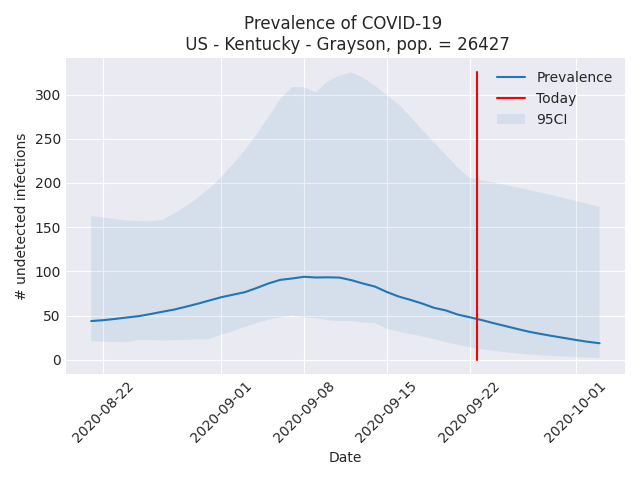 Prevalence of COVID-19
US - Kentucky - Grayson, pop. = 26427
Prevalence
Today
95CI
# undetected infections
300
250
200
150
100
50
0
2020-08-22
2020-09-01
2020-09-08
2020-09-15
2020-09-22
2020-10-01
Date